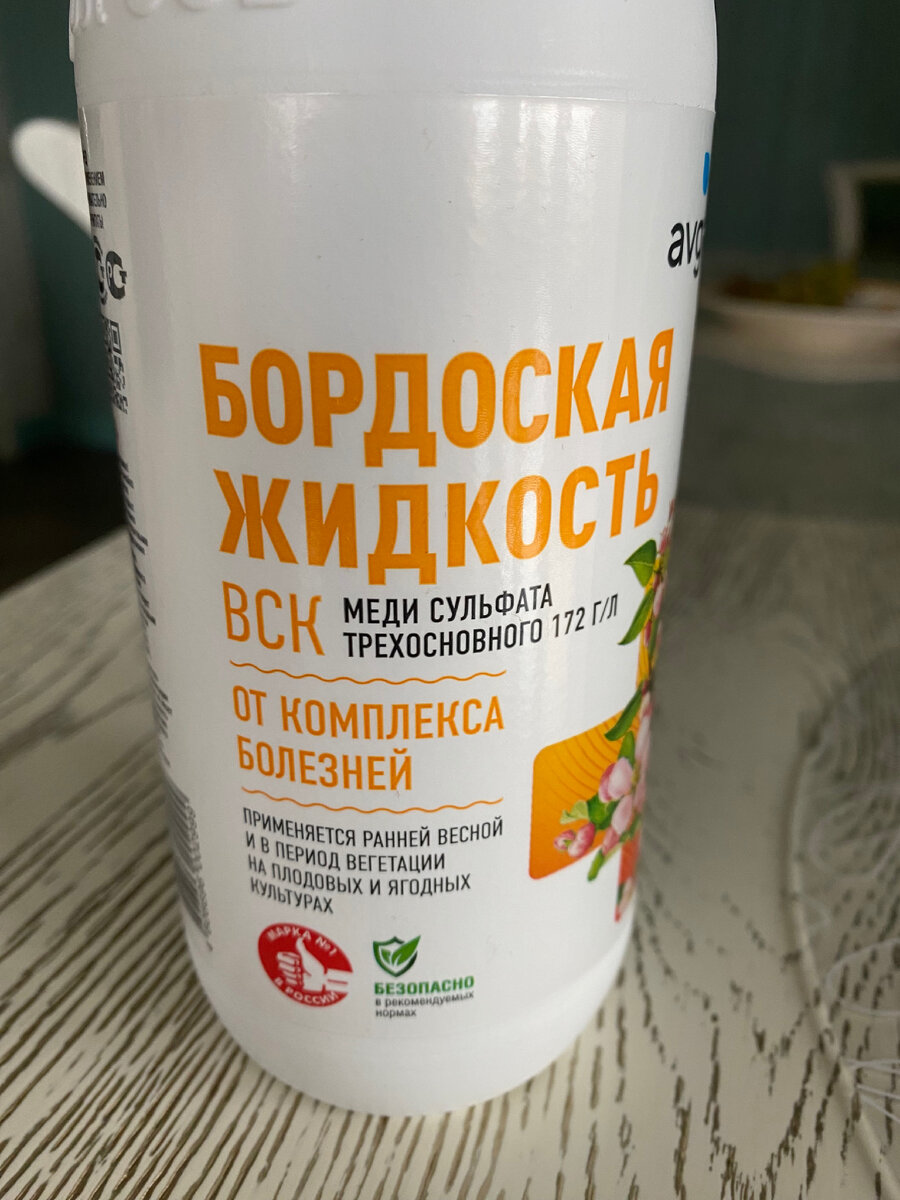 avg
БОРДОСКАЯ
ЖИДКОСТЬ
ВСК
МЕДИ СУЛЬФАТА
ТРЕХОСНОВНОГО 172 Г/Л
ОТ КОМПЛЕКСА
БОЛЕЗНЕЙ
ПРИМЕНЯЕТСЯ РАННЕЙ ВЕСНОЙ
И В ПЕРИОД ВЕГЕТАЦИИ
НА ПЛОДОВЫХ И ЯГОДНЫХ
КУЛЬТУРАХ
МАРКА №1
В РОССИИ
БЕЗОПАСНО
в рекомендуемых
нормах